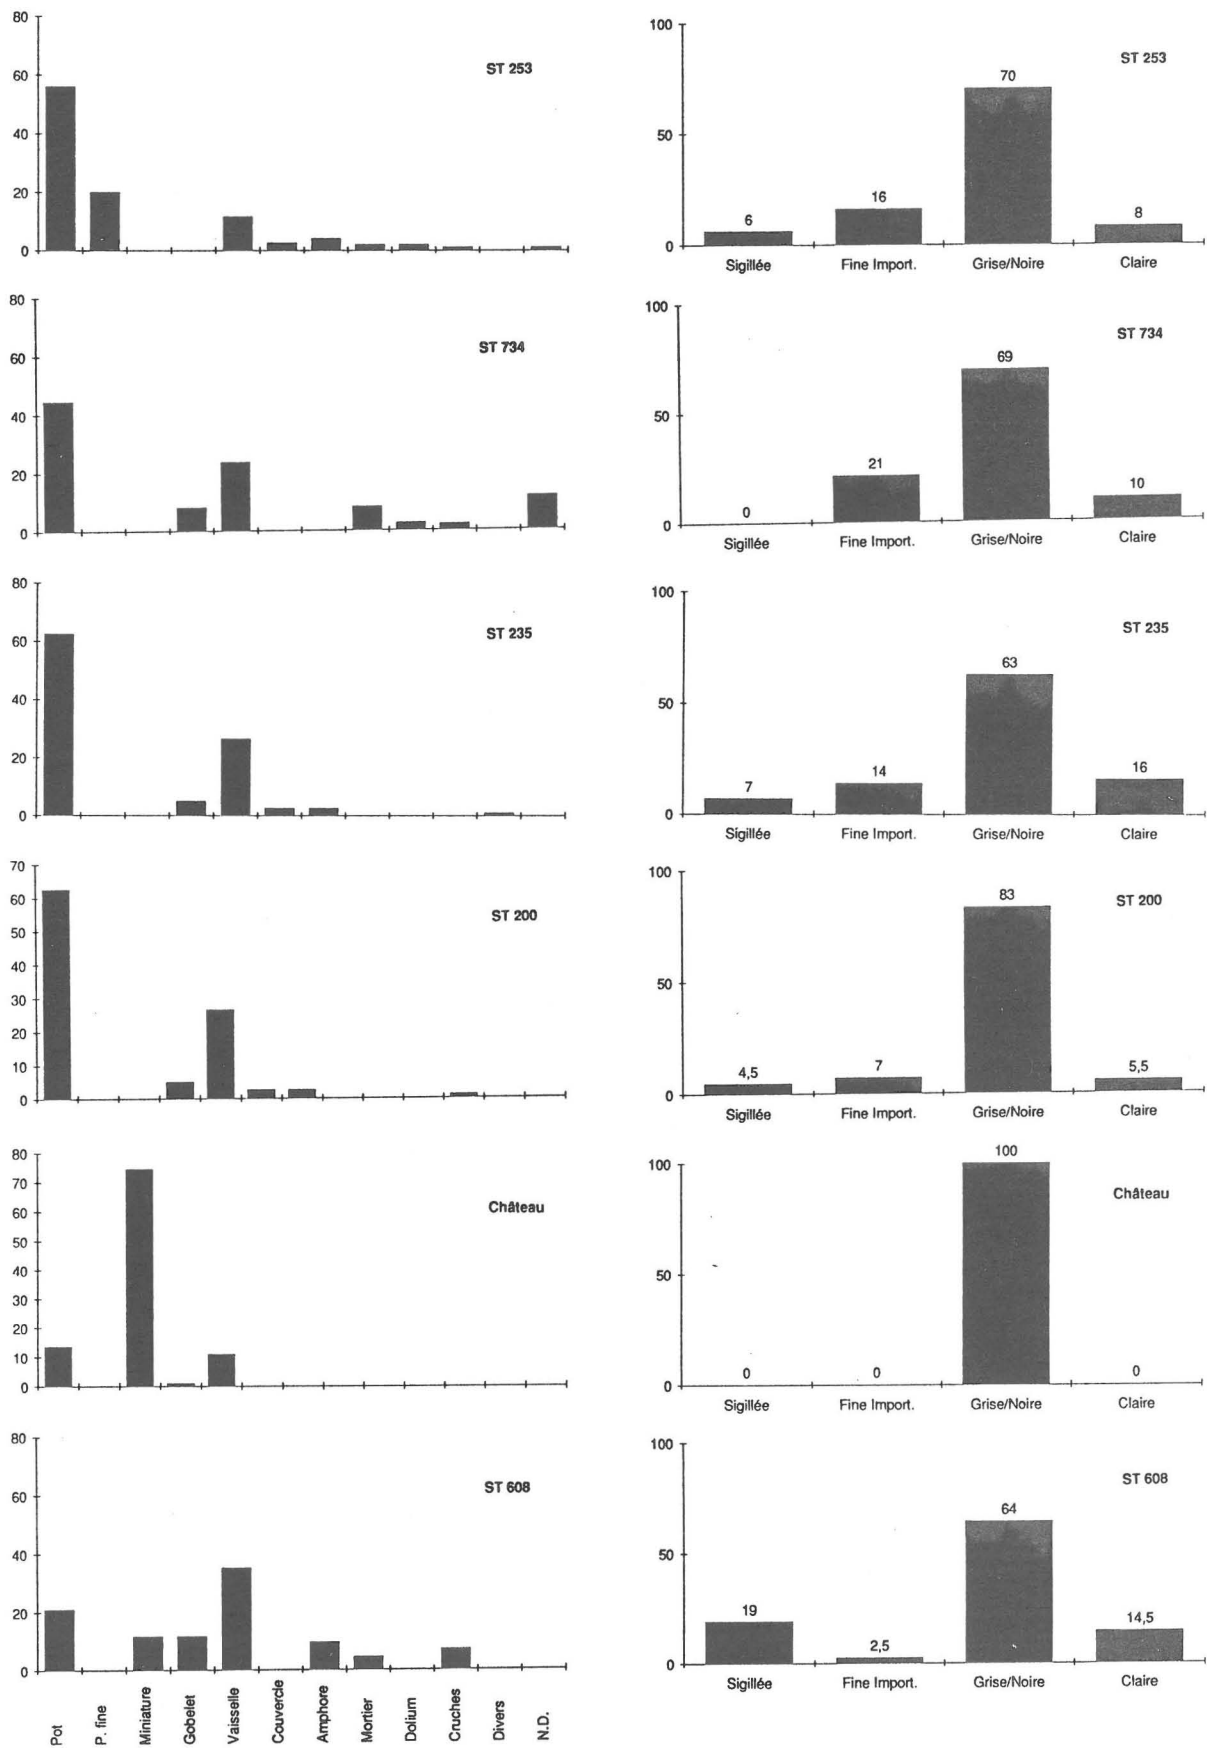 80
60
40
20
0
ST 253
100
50
0
ST 253
6
16
70
8
Sigillée
Fine Import.
Grise/Noire
Claire
80
60
40
20
0
ST 734
100
50
0
ST 734
0
21
69
10
Sigillée
Fine Import.
Grise/Noire
Claire
80
60
40
20
0
ST 235
100
50
0
ST 235
7
14
63
16
Sigillée
Fine Import.
Grise/Noire
Claire
70
60
50
40
30
20
10
0
ST 200
100
50
0
ST 200
4,5
7
83
5,5
Sigillée
Fine Import.
Grise/Noire
Claire
80
70
60
50
40
30
20
10
0
Château
100
50
0
Château
0
0
100
0
Sigillée
Fine Import.
Grise/Noire
Claire
80
60
40
20
0
ST 608
Pot
P. fine
Miniature
Gobelet
Vaisselle
Couvercle
Amphore
Mortier
Dolium
Cruches
Divers
N.D.
100
50
0
ST 608
19
2,5
64
14,5
Sigillée
Fine Import.
Grise/Noire
Claire